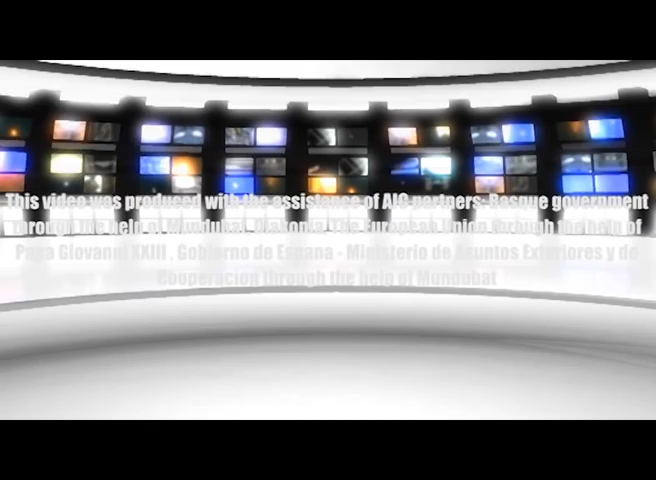 This video was produced with the assistance of AIC partners: Basque government
through the help of Mundubat, Diakonia, The European Union through the help of
Papa Giovanni XXIII , Gobierno de Espana - Ministerio de Asuntos Exteriores y de
Cooperacion through the help of Mundubat